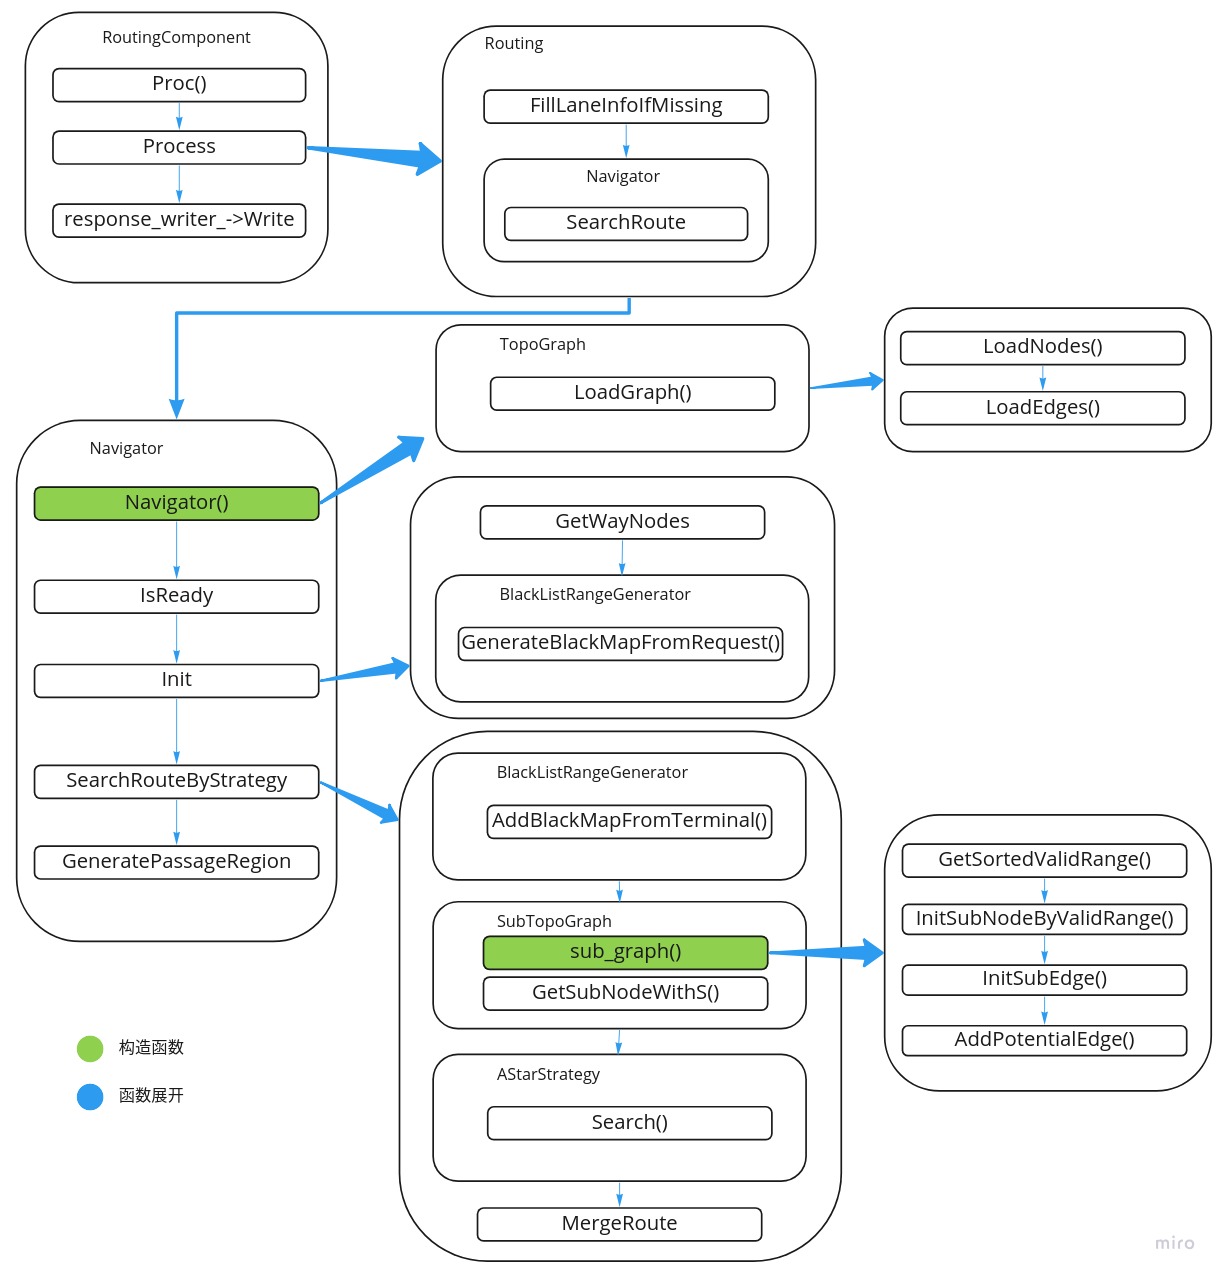 RoutingComponent
Proc()
Process
response_writer_->Write
Routing
FillLaneInfoIfMissing
Navigator
SearchRoute
TopoGraph
LoadGraph()
LoadNodes()
LoadEdges()
Navigator
Navigator()
IsReady
Init
SearchRouteByStrategy
GeneratePassageRegion
GetWayNodes
BlackListRangeGenerator
GenerateBlackMapFromRequest()
BlackListRangeGenerator
AddBlackMapFromTerminal()
SubTopoGraph
sub_graph()
GetSubNodeWithS()
AStarStrategy
Search()
MergeRoute
GetSortedValidRange()
InitSubNodeByValidRange()
InitSubEdge()
AddPotentialEdge()
构造函数
函数展开
miro